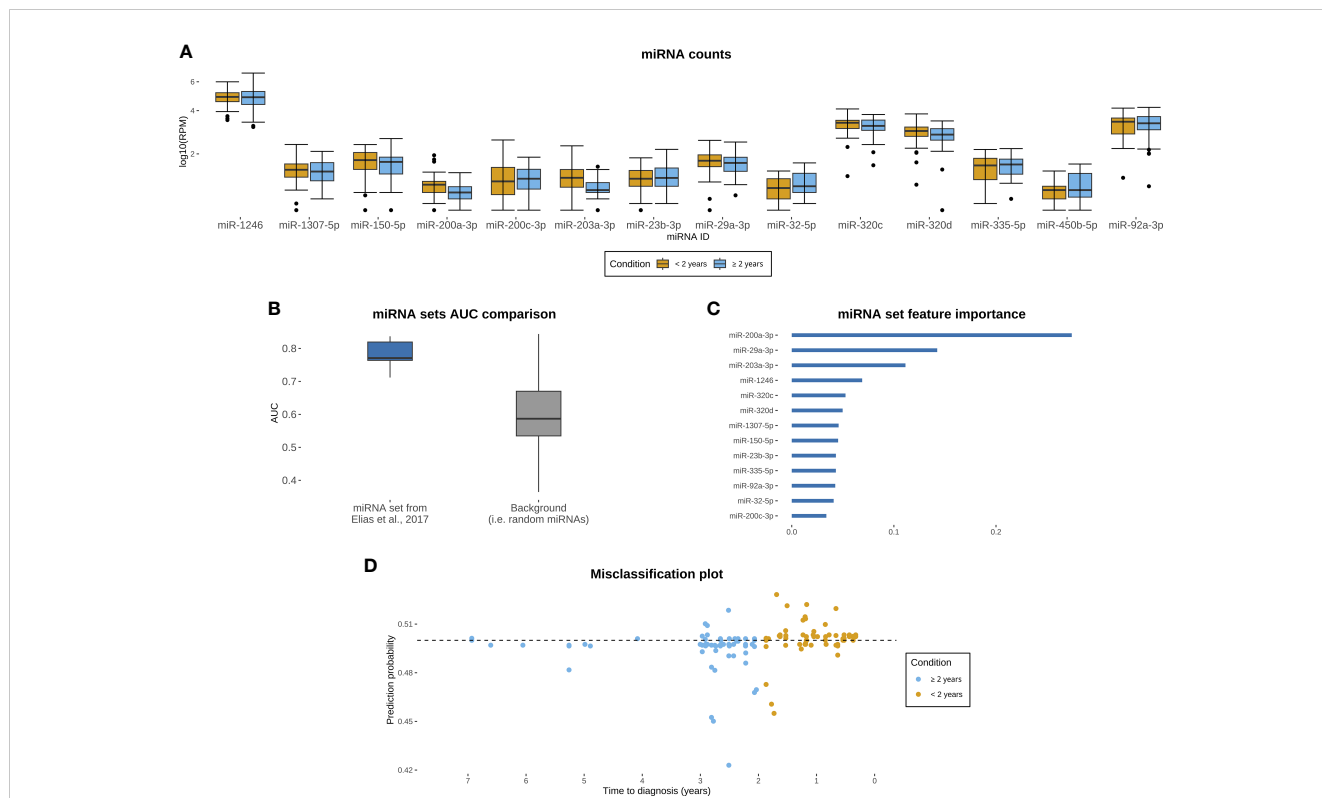 A
miRNA counts
log10(RPM)
6
4
2
miR-1246 miR-1307-5p miR-150-5p miR-200a-3p miR-200c-3p miR-203a-3p miR-23b-3p miR-29a-3p miR-32-5p miR-320c miR-320d miR-335-5p miR-450b-5p miR-92a-3p
miRNA ID
Condition < 2 years ≥ 2 years
B
miRNA sets AUC comparison
AUC
0.8
0.7
0.6
0.5
0.4
miRNA set from
Elias et al., 2017
Background
(i.e. random miRNAs)
C
miRNA set feature importance
miR-200a-3p
miR-29a-3p
miR-203a-3p
miR-1246
miR-320c
miR-320d
miR-1307-5p
miR-150-5p
miR-23b-3p
miR-335-5p
miR-92a-3p
miR-32-5p
miR-200c-3p
0.0 0.1 0.2
D
Misclassification plot
Prediction probability
0.51
0.48
0.45
0.42
7 6 5 4 3 2 1 0
Time to diagnosis (years)
Condition
≥ 2 years
< 2 years